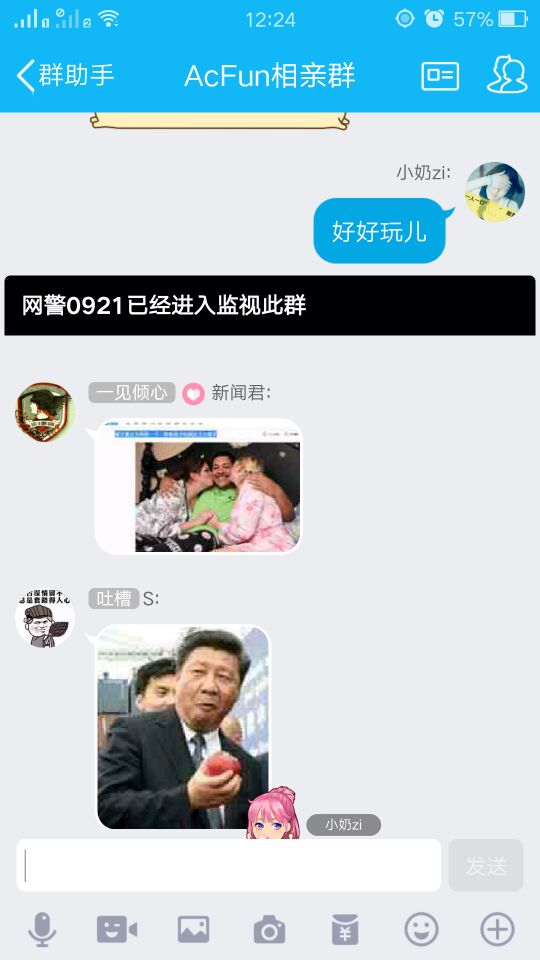 12:24
57%
群助手
AcFun相亲群
小奶zi:
好好玩儿
网警0921已经进入监视此群
一见倾心 新闻君:
吐槽 S:
小奶zi
发送